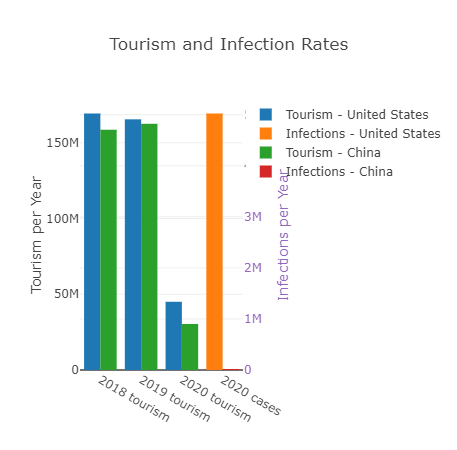 Tourism and Infection Rates
Tourism - United States
Infections - United States
Tourism - China
Infections - China
Tourism per Year
150M
100M
50M
0
3M
2M
1M
0
Infections per Year
2018 tourism
2019 tourism
2020 tourism
2020 cases